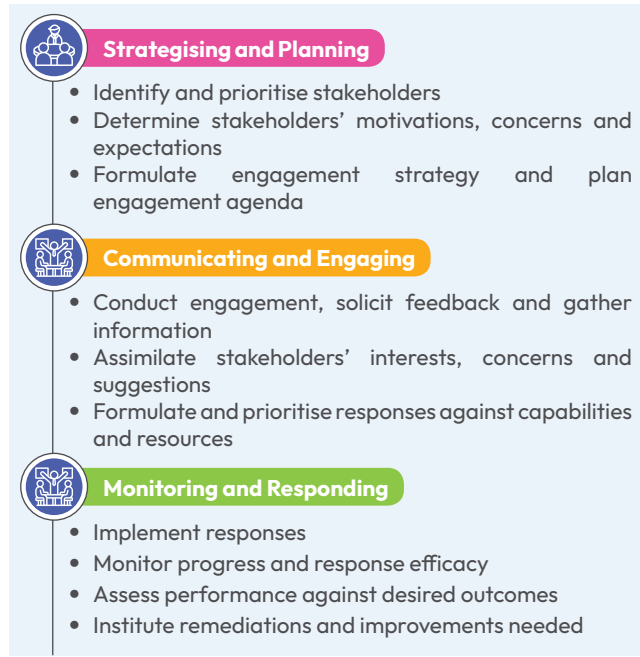 Strategising and Planning
• Identify and prioritise stakeholders
• Determine stakeholders’ motivations, concerns and
expectations
• Formulate engagement strategy and plan
engagement agenda
Communicating and Engaging
• Conduct engagement, solicit feedback and gather
information
• Assimilate stakeholders’ interests, concerns and
suggestions
• Formulate and prioritise responses against capabilities
and resources
Monitoring and Responding
• Implement responses
• Monitor progress and response efficacy
• Assess performance against desired outcomes
• Institute remediations and improvements needed